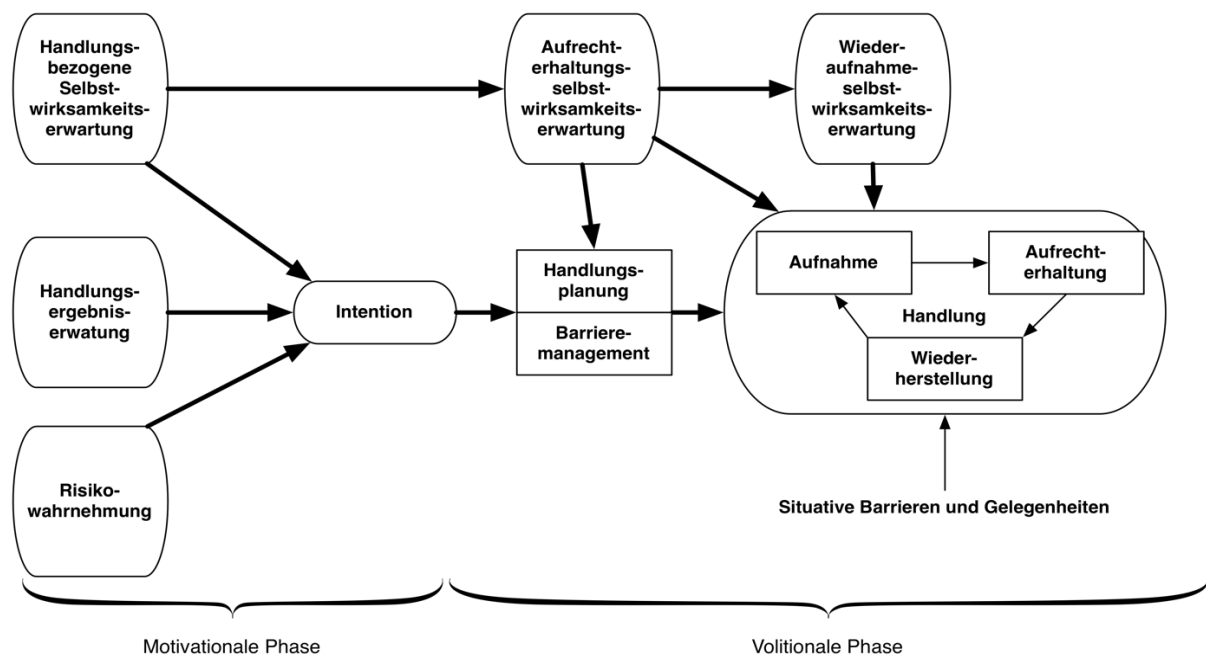 Handlungs-
bezogene
Selbst-
wirksamkeits-
erwartung
Aufrecht-
erhaltungs-
selbst-
wirksamkeits-
erwartung
Wieder-
aufnahme-
selbst-
wirksamkeits-
erwartung
Handlungs-
ergebnis-
erwatung
Intention
Handlungs-
planung
Barriere-
management
Aufnahme
Aufrecht-
erhaltung
Handlung
Wieder-
herstellung
Risiko-
wahrnehmung
Situative Barrieren und Gelegenheiten
Motivationale Phase
Volitionale Phase